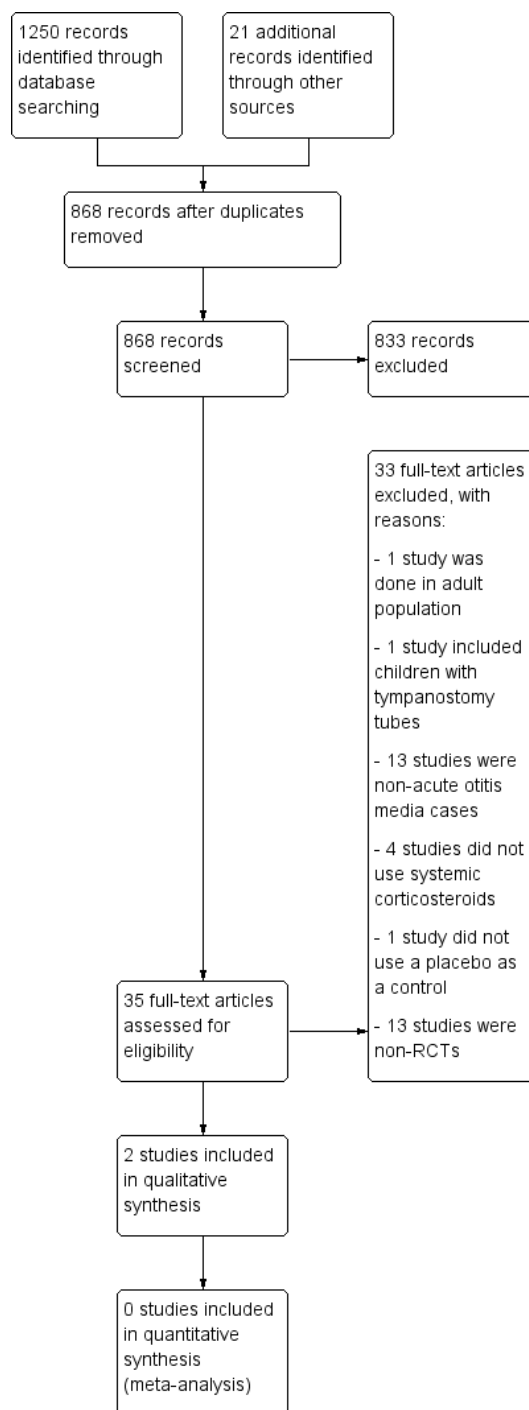 1250 records
identified through
database
searching
21 additional
records identified
through other
sources
868 records after duplicates
removed
868 records
screened
833 records
excluded
33 full-text articles
excluded, with
reasons:
- 1 study was
done in adult
population
- 1 study included
children with
tympanostomy
tubes
- 13 studies were
non-acute otitis
media cases
- 4 studies did not
use systemic
corticosteroids
- 1 study did not
use a placebo as
a control
- 13 studies were
non-RCTs
35 full-text articles
assessed for
eligibility
2 studies included
in qualitative
synthesis
0 studies included
in quantitative
synthesis
(meta-analysis)